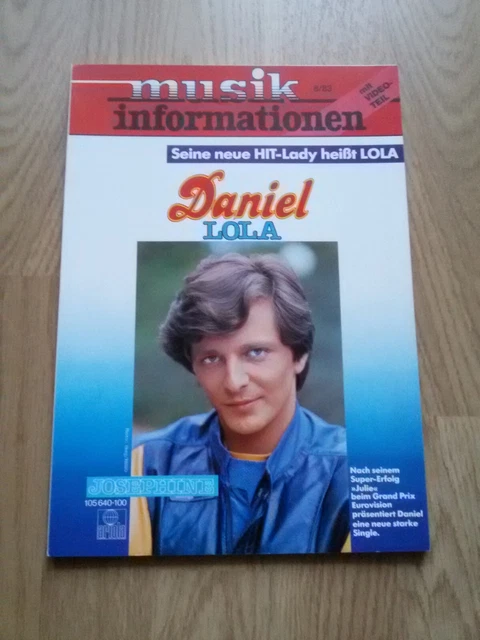 musik
6/83
mit
VIDEO-
TEIL
informationen
Seine neue HIT-Lady heißt LOLA
Daniel
LOLA
JOSEPHINE
105 640-100
ARIOLA
Nach seinem
Super-Erfolg
»Julie«
beim Grand Prix
Eurovision
präsentiert Daniel
eine neue starke
Single.